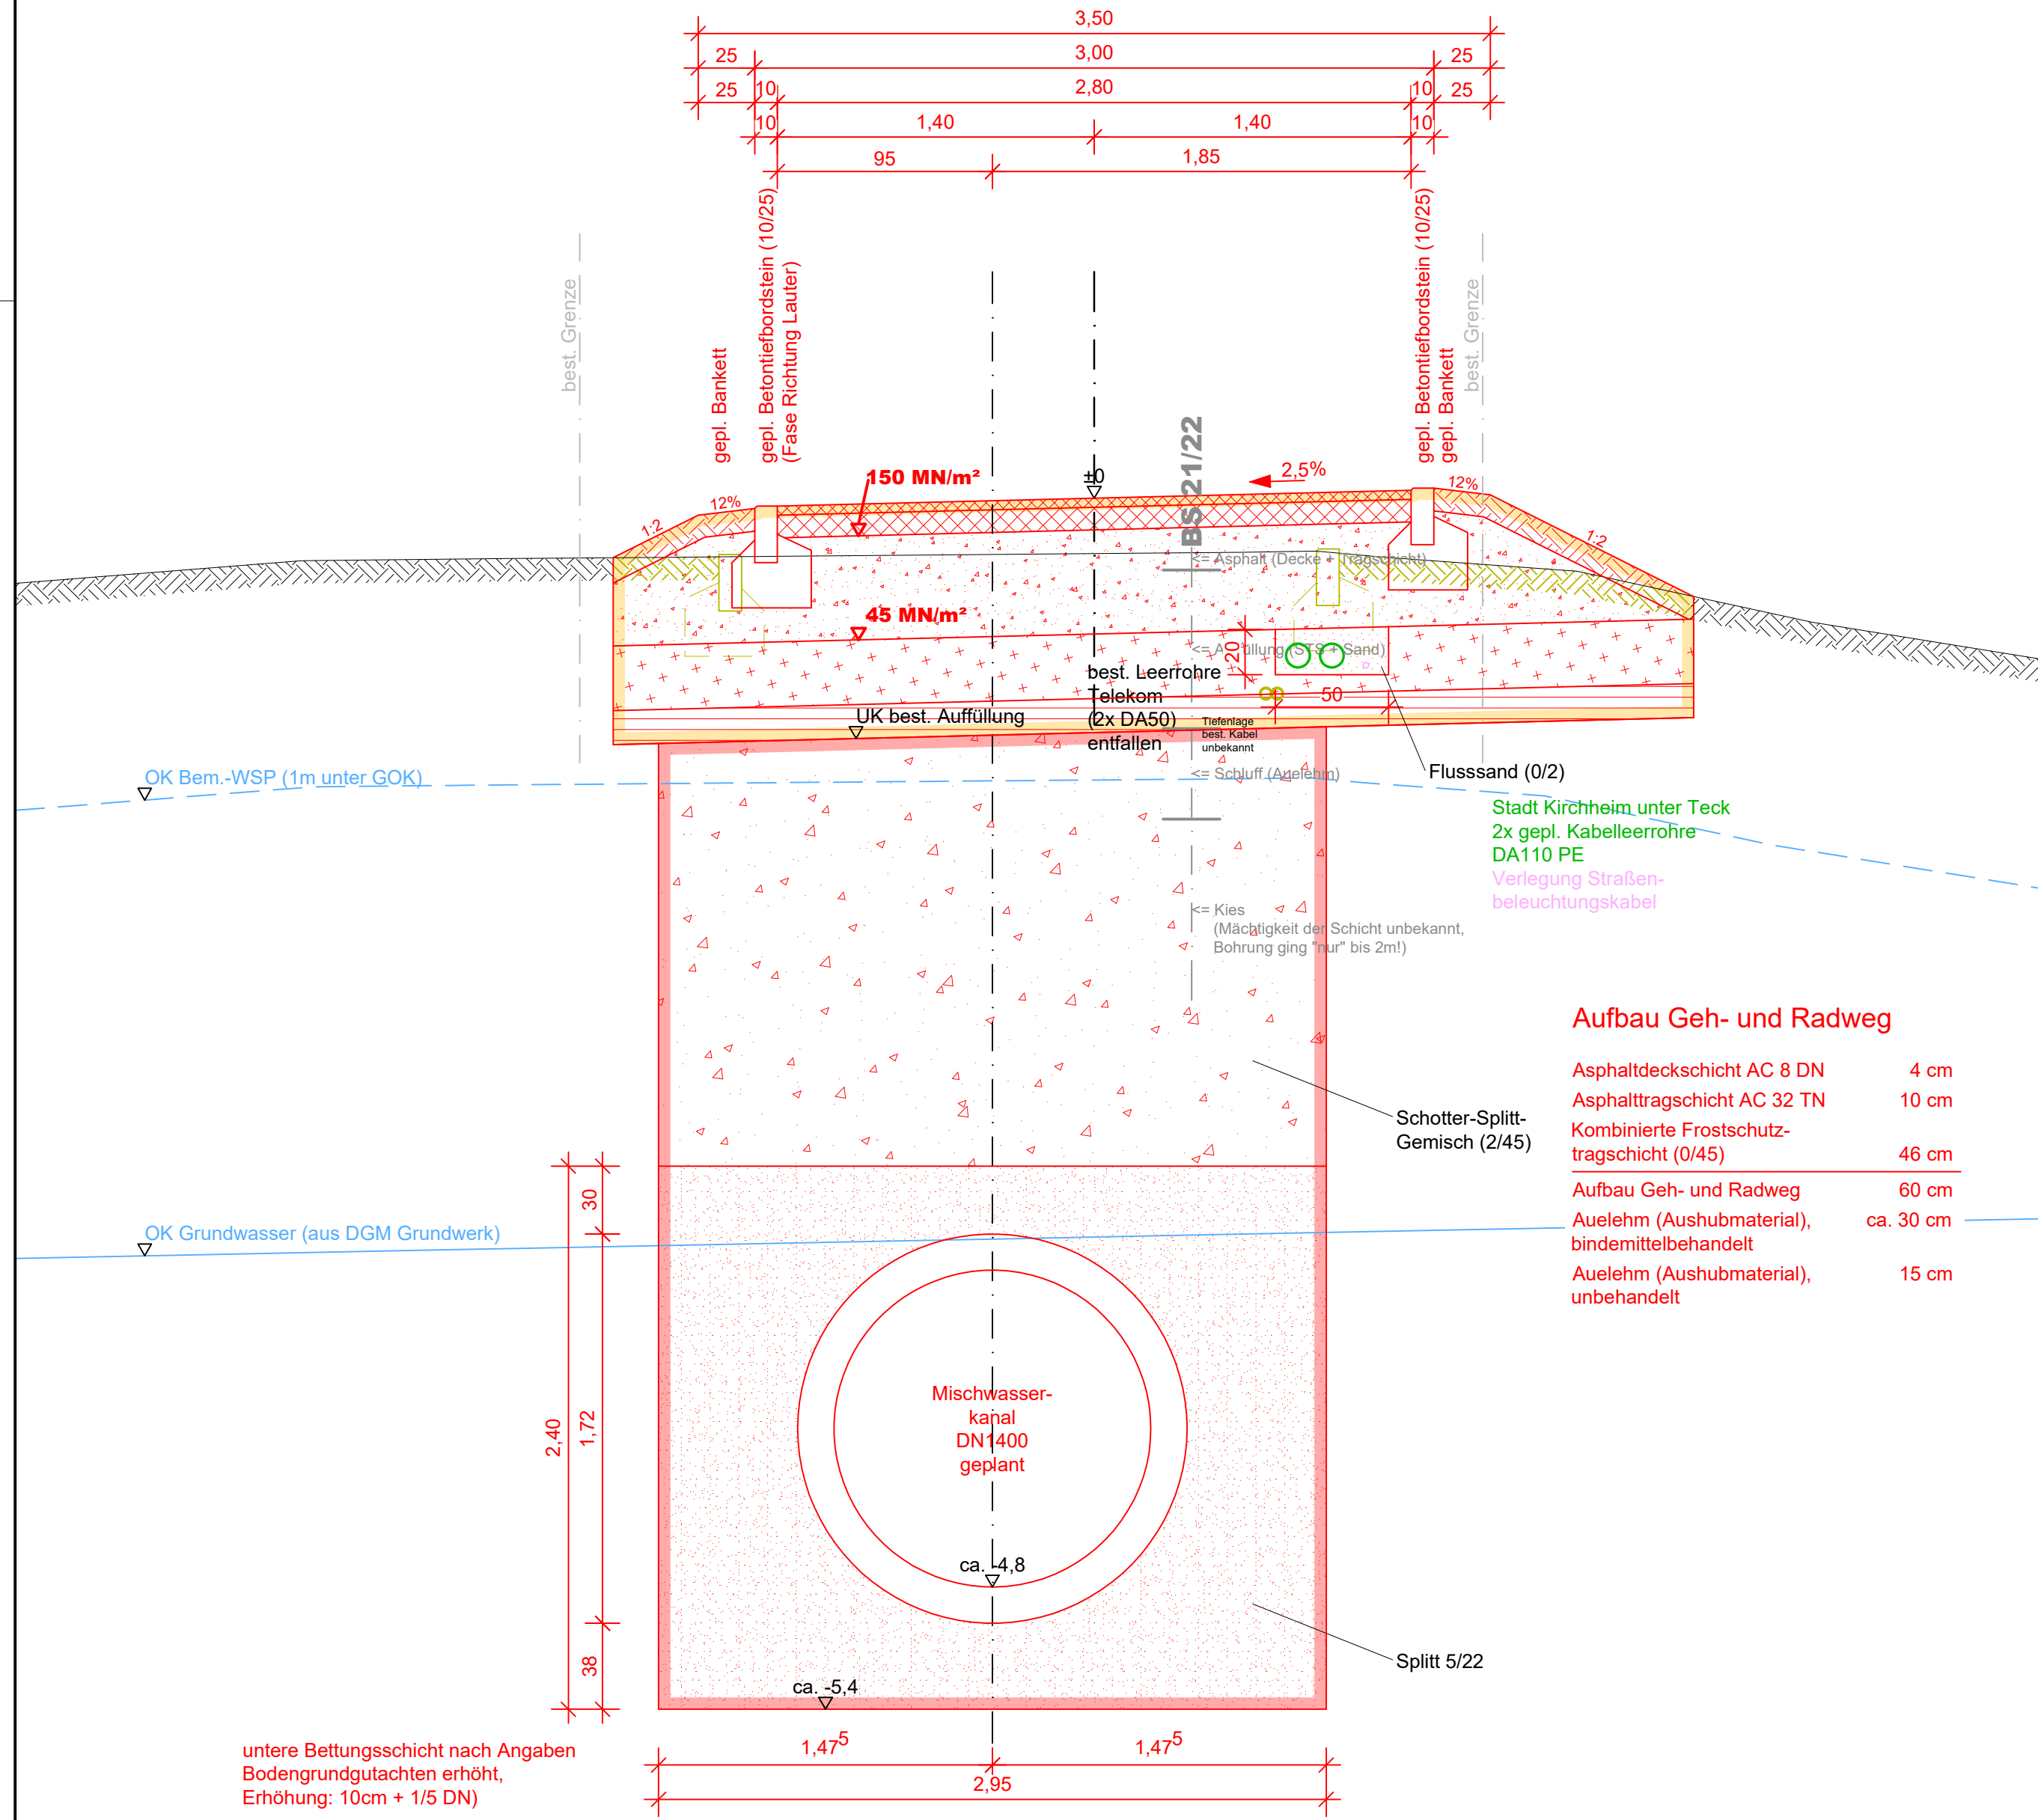 3,50
25
3,00
25
25
10
2,80
10
25
10
1,40
1,40
10
95
1,85
best. Grenze
gepl. Bankett
gepl. Betontiefbordstein (10/25)
(Fase Richtung Lauter)
gepl. Betontiefbordstein (10/25)
gepl. Bankett
best. Grenze
BS 21/22
150 MN/m²
±0
2,5%
12%
12%
1:2
1:2
<= Asphalt (Decke + Tragschicht)
45 MN/m²
<= Auffüllung (STS + Sand)
20
50
best. Leerrohre
Telekom
(2x DA50)
entfallen
UK best. Auffüllung
Tiefenlage
best. Kabel
unbekannt
<= Schluff (Auelehm)
Flusssand (0/2)
OK Bem.-WSP (1m unter GOK)
Stadt Kirchheim unter Teck
2x gepl. Kabelleerrohre
DA110 PE
Verlegung Straßen-
beleuchtungskabel
<= Kies
(Mächtigkeit der Schicht unbekannt,
Bohrung ging "nur" bis 2m!)
Aufbau Geh- und Radweg
Asphaltdeckschicht AC 8 DN 4 cm
Asphalttragschicht AC 32 TN 10 cm
Kombinierte Frostschutz-
tragschicht (0/45) 46 cm
Aufbau Geh- und Radweg 60 cm
Auelehm (Aushubmaterial), ca. 30 cm
bindemittelbehandelt
Auelehm (Aushubmaterial), 15 cm
unbehandelt
Schotter-Splitt-
Gemisch (2/45)
30
OK Grundwasser (aus DGM Grundwerk)
2,40
1,72
38
Mischwasser-
kanal
DN1400
geplant
ca. -4,8
Splitt 5/22
ca. -5,4
untere Bettungsschicht nach Angaben
Bodengrundgutachten erhöht,
Erhöhung: 10cm + 1/5 DN)
1,47⁵
1,47⁵
2,95